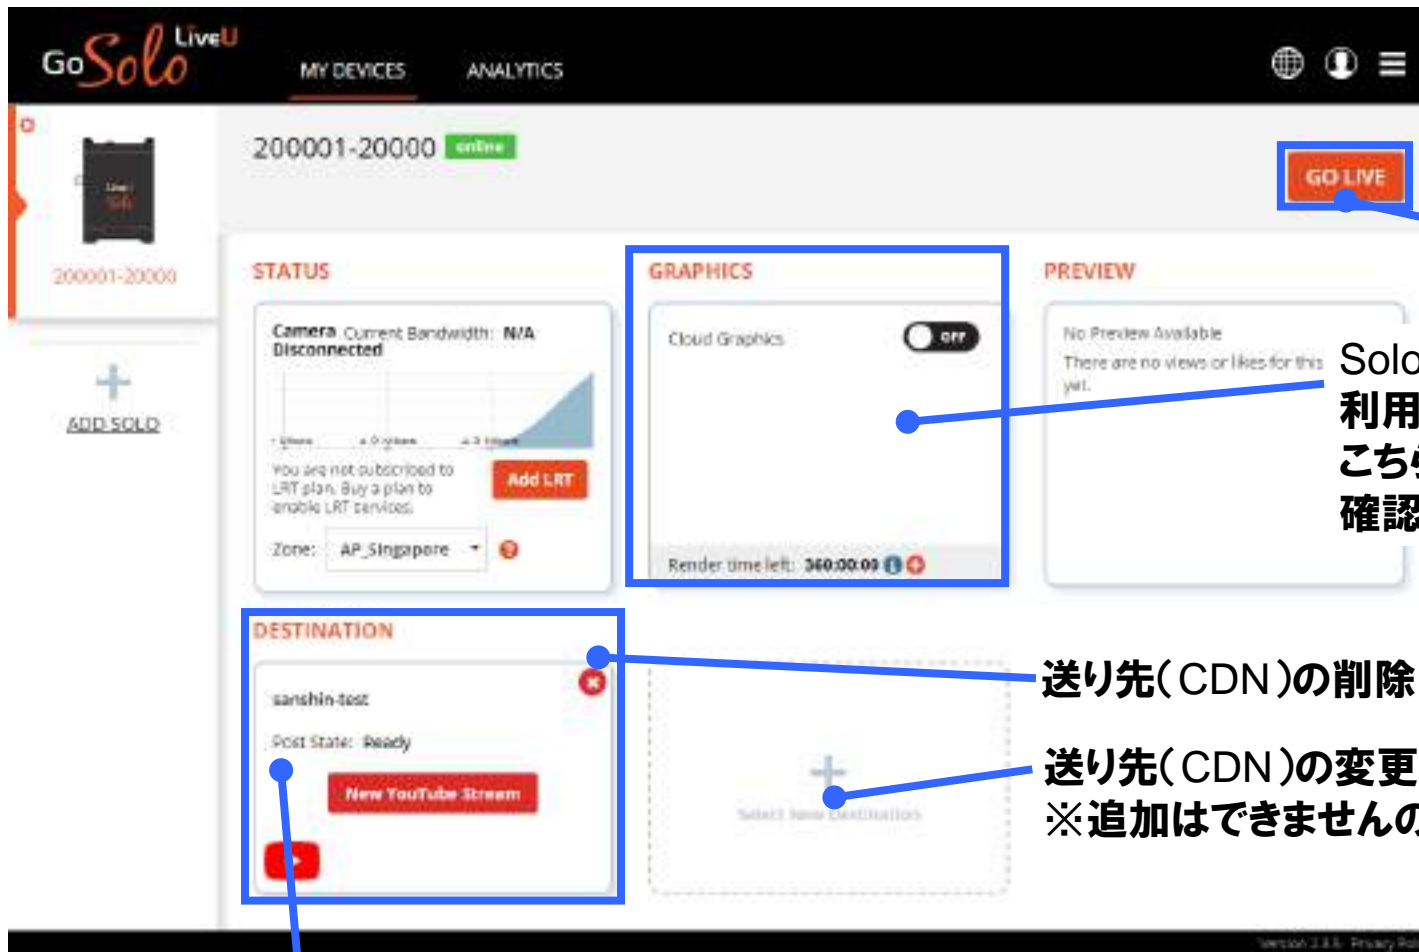 Go Solo LiveU
MY DEVICES
ANALYTICS
200001-20000 online
GO LIVE
200001-20000
ADD SOLO
STATUS
Camera Current Bandwidth: N/A
Disconnected
You are not subscribed to
LRT plan. Buy a plan to
enable LRT services.
Add LRT
Zone: AP_Singapore
GRAPHICS
Cloud Graphics
OFF
Render time left: 360:00:00
PREVIEW
No Preview Available
There are no views or likes for this
yet.
Solo
利用
こちら
確認
DESTINATION
sanshin-test
Post State: Ready
New YouTube Stream
Select New Destination
送り先(CDN)の削除
送り先(CDN)の変更
※追加はできませんの